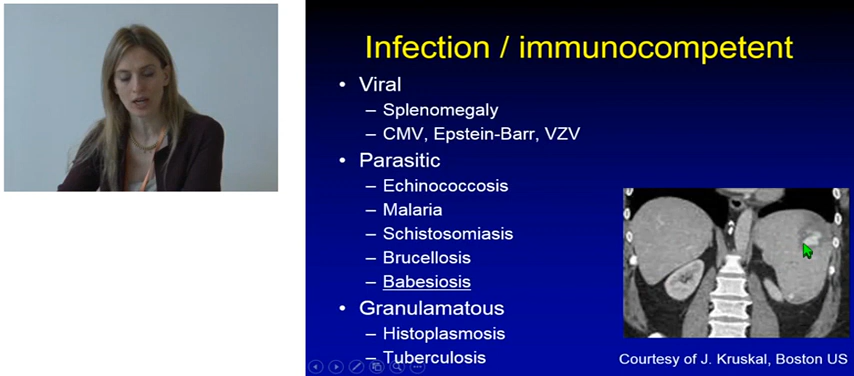 Infection / immunocompetent
• Viral
– Splenomegaly
– CMV, Epstein-Barr, VZV
• Parasitic
– Echinococcosis
– Malaria
– Schistosomiasis
– Brucellosis
– Babesiosis
• Granulamatous
– Histoplasmosis
– Tuberculosis
Courtesy of J. Kruskal, Boston US